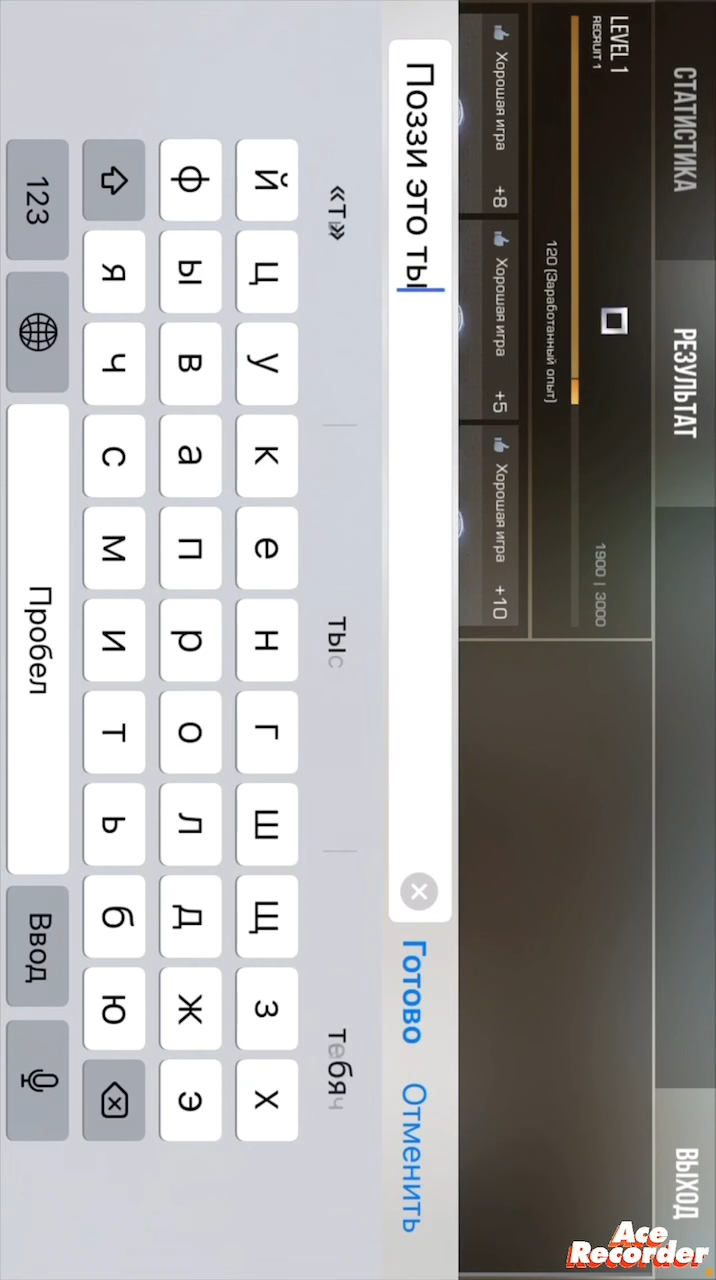 СТАТИСТИКА
РЕЗУЛЬТАТ
ВЫХОД
LEVEL 1
RECRUIT 1
1900 | 3000
120 (Заработанный опыт)
Хорошая игра +8
Хорошая игра +5
Хорошая игра +10
Поззи это ты
Готово
Отменить
«т»
ты
тебя
й ц у к е н г ш щ з х
ф ы в а п р о л д ж э
я ч с м и т ь б ю
123
Пробел
Ввод
Ace
Recorder